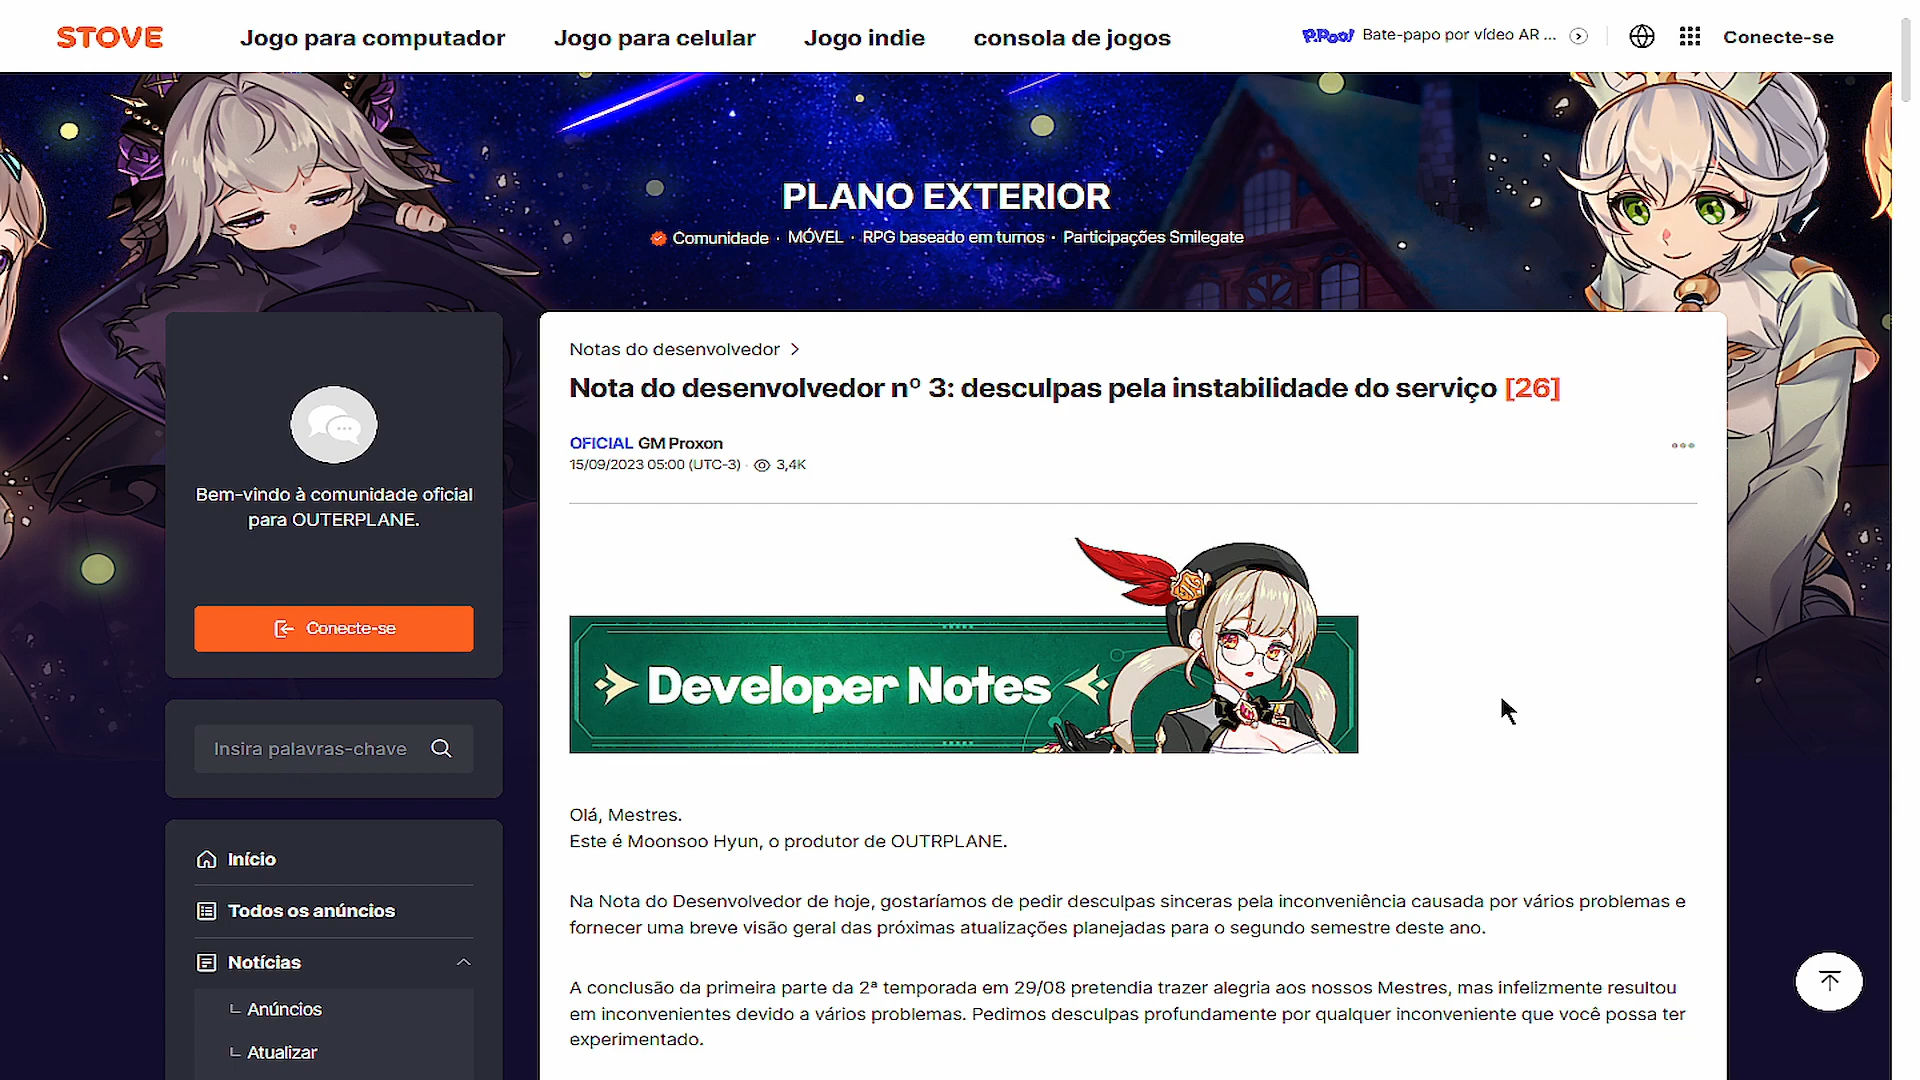 STOVE
Jogo para computador
Jogo para celular
Jogo indie
consola de jogos
P.Pool Bate-papo por vídeo AR ...
Conecte-se
PLANO EXTERIOR
Comunidade · MÓVEL · RPG baseado em turnos · Participações Smilegate
Bem-vindo à comunidade oficial
para OUTERPLANE.
Conecte-se
Insira palavras-chave
Início
Todos os anúncios
Notícias
Anúncios
Atualizar
Notas do desenvolvedor
Nota do desenvolvedor nº 3: desculpas pela instabilidade do serviço [26]
OFICIAL GM Proxon
15/09/2023 05:00 (UTC-3) · 3,4K
Developer Notes
Olá, Mestres.
Este é Moonsoo Hyun, o produtor de OUTRPLANE.
Na Nota do Desenvolvedor de hoje, gostaríamos de pedir desculpas sinceras pela inconveniência causada por vários problemas e
fornecer uma breve visão geral das próximas atualizações planejadas para o segundo semestre deste ano.
A conclusão da primeira parte da 2ª temporada em 29/08 pretendia trazer alegria aos nossos Mestres, mas infelizmente resultou
em inconvenientes devido a vários problemas. Pedimos desculpas profundamente por qualquer inconveniente que você possa ter
experimentado.